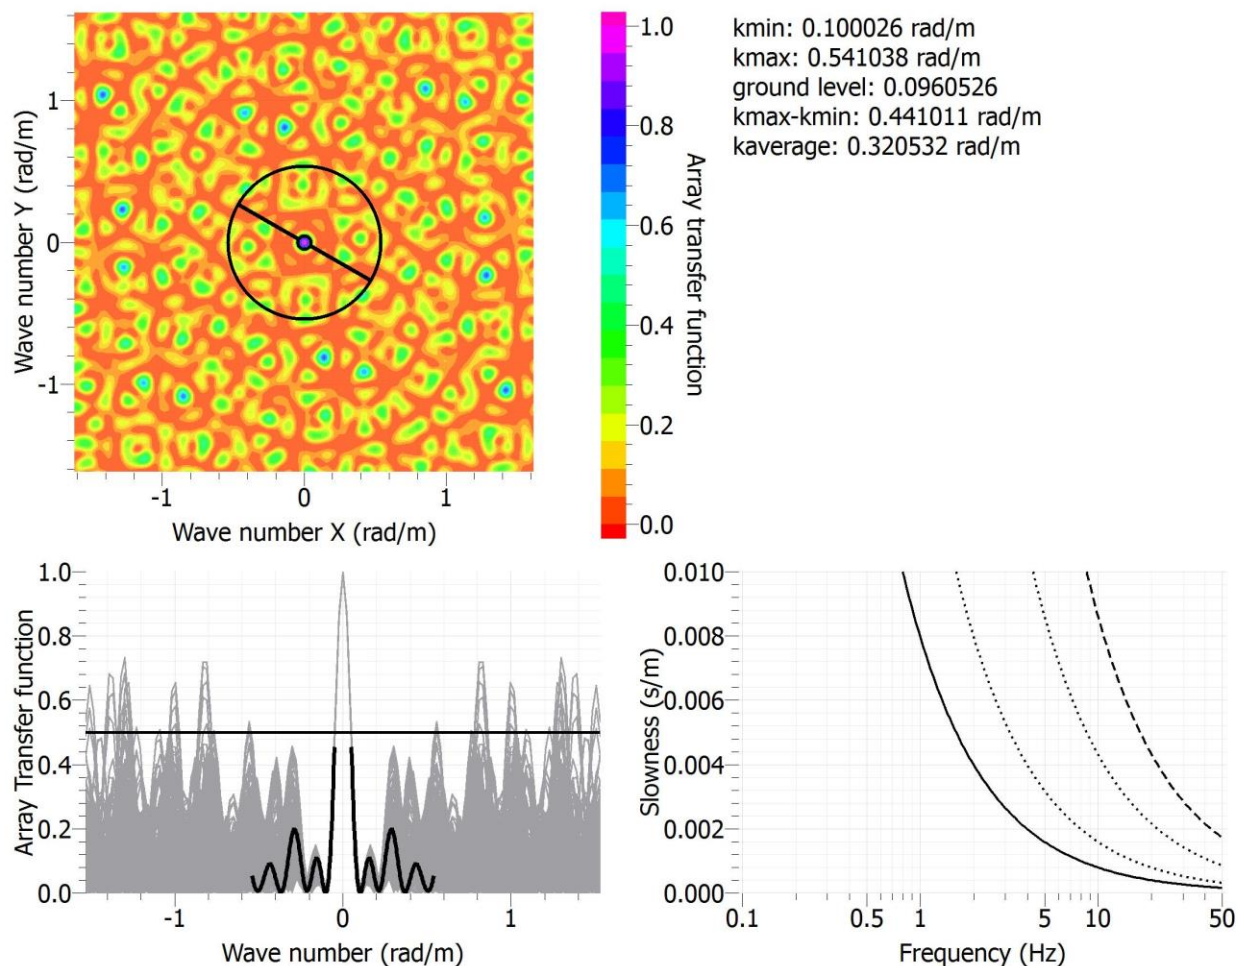 kmin: 0.100026 rad/m
kmax: 0.541038 rad/m
ground level: 0.0960526
kmax-kmin: 0.441011 rad/m
kaverage: 0.320532 rad/m
Wave number Y (rad/m)
1
0
-1
-1 0 1
Wave number X (rad/m)
1.0
0.8
0.6
0.4
0.2
0.0
Array transfer function
Array Transfer function
1.0
0.8
0.6
0.4
0.2
0.0
-1 0 1
Wave number (rad/m)
Slowness (s/m)
0.010
0.008
0.006
0.004
0.002
0.000
0.1 0.5 1 5 10 50
Frequency (Hz)